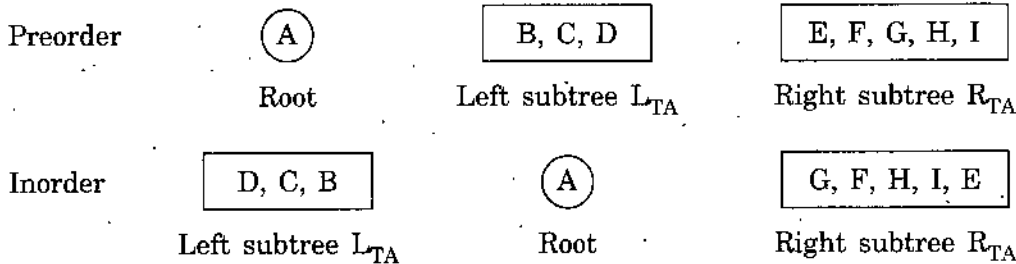 Preorder A B, C, D E, F, G, H, I
Root Left subtree L_TA Right subtree R_TA
Inorder D, C, B A G, F, H, I, E
Left subtree L_TA Root Right subtree R_TA